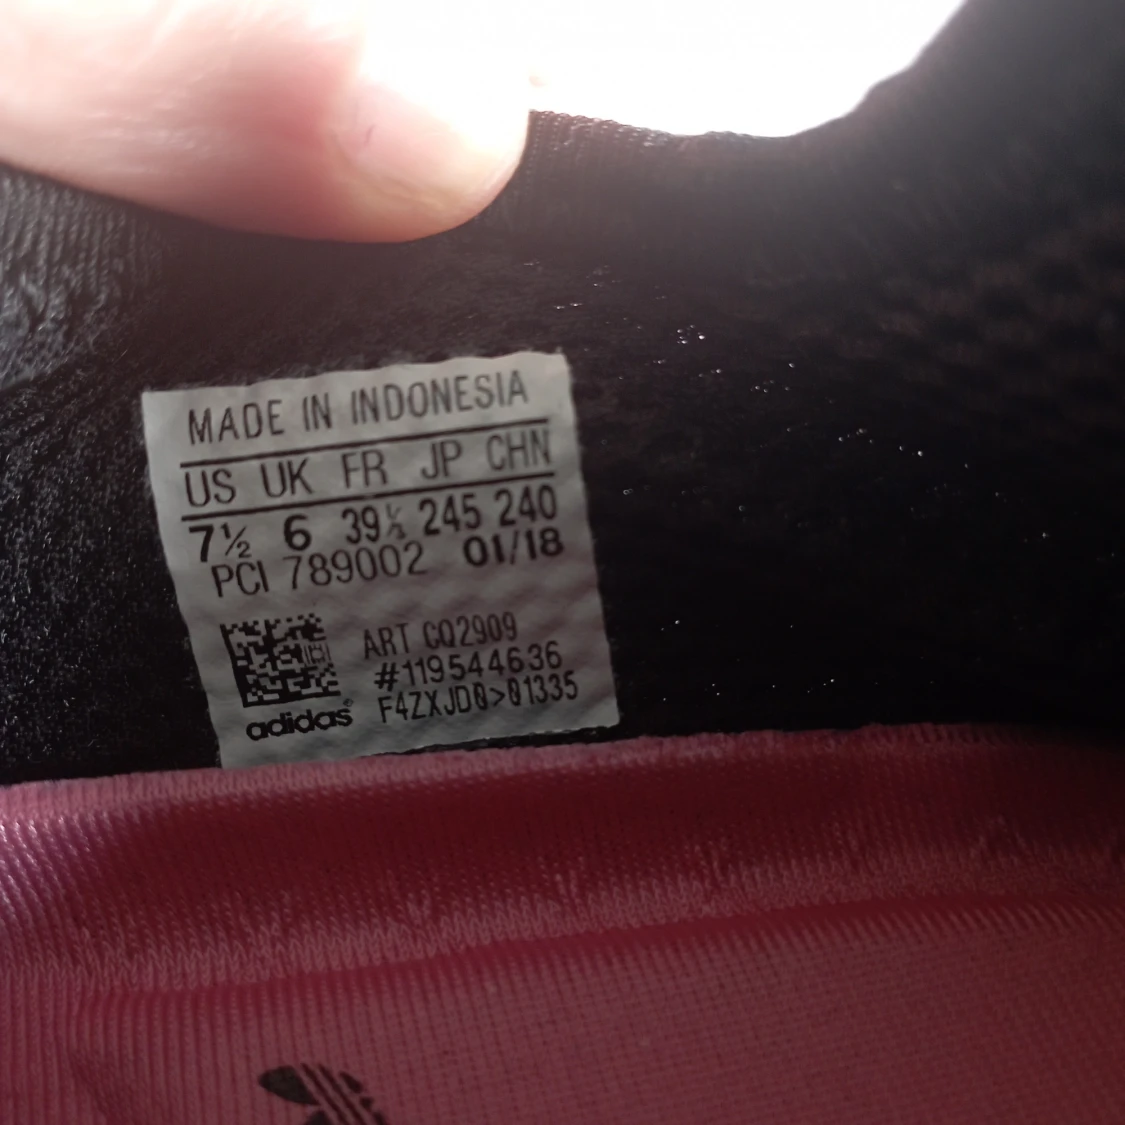 MADE IN INDONESIA
US UK FR JP CHN
7½ 6 39⅓ 245 240
PCI 789002 01/18
ART CQ2909
#119544636
F4ZXJD0>01335
adidas®